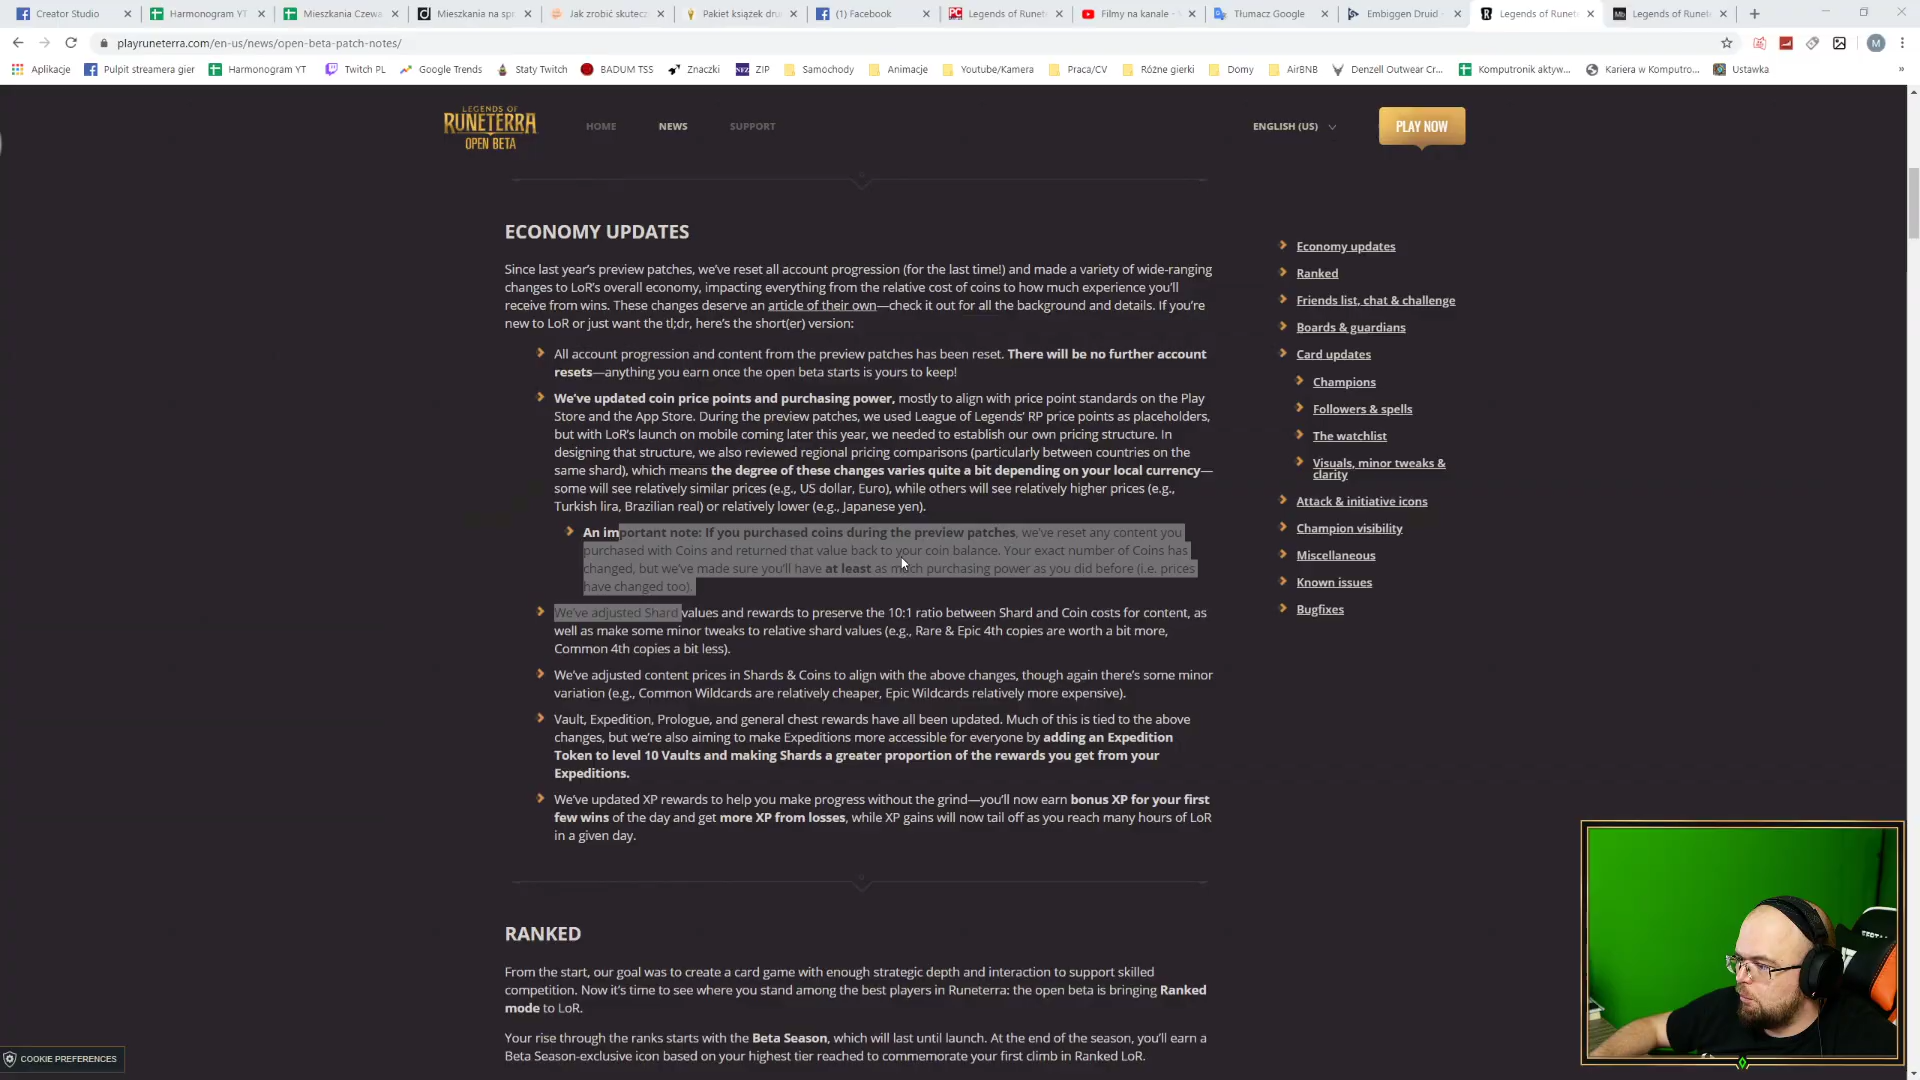 Creator Studio
Harmonogram YT
Mieszkania Czewa
Mieszkania na spr
Jak zrobić skutecz
Pakiet książek dru
(1) Facebook
Legends of Runete
Filmy na kanale -
Tłumacz Google
Embiggen Druid -
Legends of Runete
Legends of Runet
playruneterra.com/en-us/news/open-beta-patch-notes/
M
Aplikacje
Pulpit streamera gier
Harmonogram YT
Twitch PL
Google Trends
Staty Twitch
BADUM TSS
Znaczki
ZIP
Samochody
Animacje
Youtube/Kamera
Praca/CV
Różne gierki
Domy
AirBNB
Denzell Outwear Cr...
Komputronik aktyw...
Kariera w Komputro...
Ustawka
LEGENDS OF
RUNETERRA
OPEN BETA
HOME
NEWS
SUPPORT
ENGLISH (US)
PLAY NOW
ECONOMY UPDATES
Since last year's preview patches, we've reset all account progression (for the last time!) and made a variety of wide-ranging
changes to LoR's overall economy, impacting everything from the relative cost of coins to how much experience you'll
receive from wins. These changes deserve an article of their own—check it out for all the background and details. If you're
new to LoR or just want the tl;dr, here's the short(er) version:
All account progression and content from the preview patches has been reset. There will be no further account
resets—anything you earn once the open beta starts is yours to keep!
We've updated coin price points and purchasing power, mostly to align with price point standards on the Play
Store and the App Store. During the preview patches, we used League of Legends' RP price points as placeholders,
but with LoR's launch on mobile coming later this year, we needed to establish our own pricing structure. In
designing that structure, we also reviewed regional pricing comparisons (particularly between countries on the
same shard), which means the degree of these changes varies quite a bit depending on your local currency—
some will see relatively similar prices (e.g., US dollar, Euro), while others will see relatively higher prices (e.g.,
Turkish lira, Brazilian real) or relatively lower (e.g., Japanese yen).
An important note: If you purchased coins during the preview patches, we've reset any content you
purchased with Coins and returned that value back to your coin balance. Your exact number of Coins has
changed, but we've made sure you'll have at least as much purchasing power as you did before (i.e. prices
have changed too).
We've adjusted Shard values and rewards to preserve the 10:1 ratio between Shard and Coin costs for content, as
well as make some minor tweaks to relative shard values (e.g., Rare & Epic 4th copies are worth a bit more,
Common 4th copies a bit less).
We've adjusted content prices in Shards & Coins to align with the above changes, though again there's some minor
variation (e.g., Common Wildcards are relatively cheaper, Epic Wildcards relatively more expensive).
Vault, Expedition, Prologue, and general chest rewards have all been updated. Much of this is tied to the above
changes, but we're also aiming to make Expeditions more accessible for everyone by adding an Expedition
Token to level 10 Vaults and making Shards a greater proportion of the rewards you get from your
Expeditions.
We've updated XP rewards to help you make progress without the grind—you'll now earn bonus XP for your first
few wins of the day and get more XP from losses, while XP gains will now tail off as you reach many hours of LoR
in a given day.
RANKED
From the start, our goal was to create a card game with enough strategic depth and interaction to support skilled
competition. Now it's time to see where you stand among the best players in Runeterra: the open beta is bringing Ranked
mode to LoR.
Your rise through the ranks starts with the Beta Season, which will last until launch. At the end of the season, you'll earn a
Beta Season-exclusive icon based on your highest tier reached to commemorate your first climb in Ranked LoR.
Economy updates
Ranked
Friends list, chat & challenge
Boards & guardians
Card updates
Champions
Followers & spells
The watchlist
Visuals, minor tweaks &
clarity
Attack & initiative icons
Champion visibility
Miscellaneous
Known issues
Bugfixes
COOKIE PREFERENCES